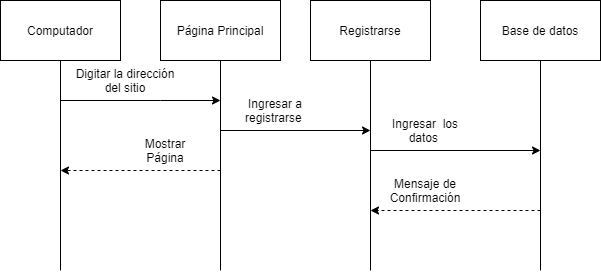 Computador
Página Principal
Registrarse
Base de datos
Digitar la dirección
del sitio
Ingresar a
registrarse
Ingresar los
datos
Mostrar
Página
Mensaje de
Confirmación